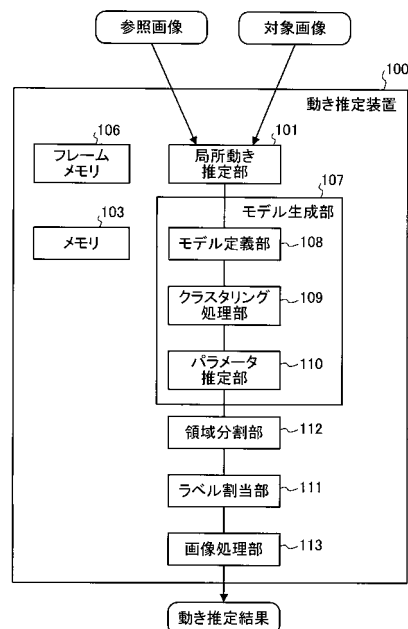 参照画像
対象画像
100
動き推定装置
106
フレーム
メモリ
101
局所動き
推定部
107
モデル生成部
103
メモリ
モデル定義部
108
クラスタリング
処理部
109
パラメータ
推定部
110
領域分割部
112
ラベル割当部
111
画像処理部
113
動き推定結果